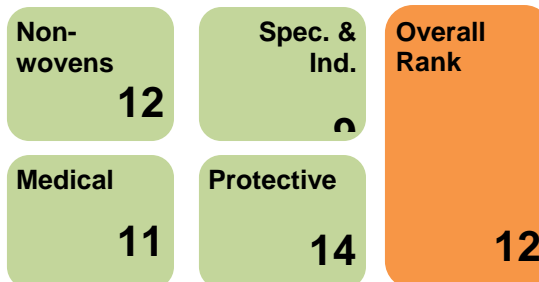 Non-
wovens
12
Spec. &
Ind.
Overall
Rank
Medical
11
Protective
14
12